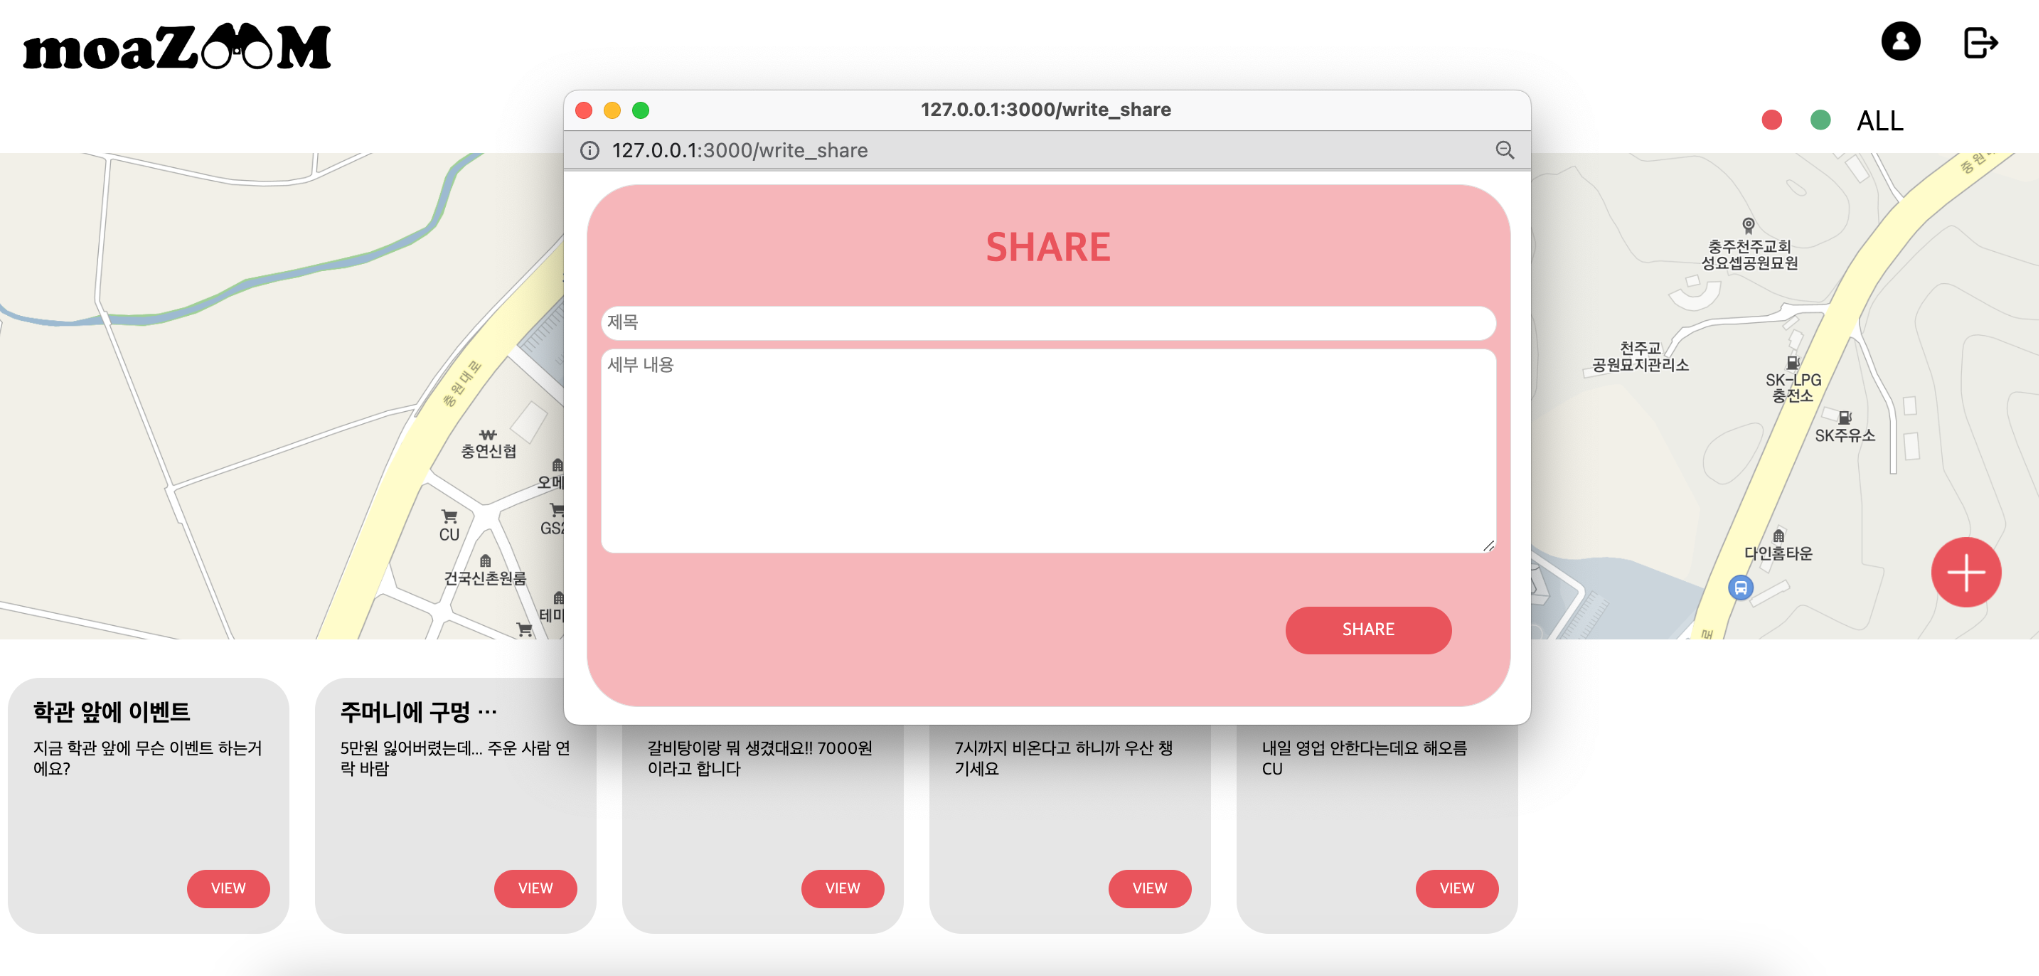 moaZOOM
127.0.0.1:3000/write_share
127.0.0.1:3000/write_share
ALL
SHARE
제목
세부 내용
SHARE
충원대로
₩
충연신협
오메
CU
GS2
건국신촌원룸
테마
중원
충주천주교회
성요셉공원묘원
천주교
공원묘지관리소
SK-LPG
충전소
SK주유소
다인홈타운
로
학관 앞에 이벤트
지금 학관 앞에 무슨 이벤트 하는거
에요?
VIEW
주머니에 구멍 ···
5만원 잃어버렸는데... 주운 사람 연
락 바람
VIEW
갈비탕이랑 뭐 생겼대요!! 7000원
이라고 합니다
VIEW
7시까지 비온다고 하니까 우산 챙
기세요
VIEW
내일 영업 안한다는데요 해오름
CU
VIEW